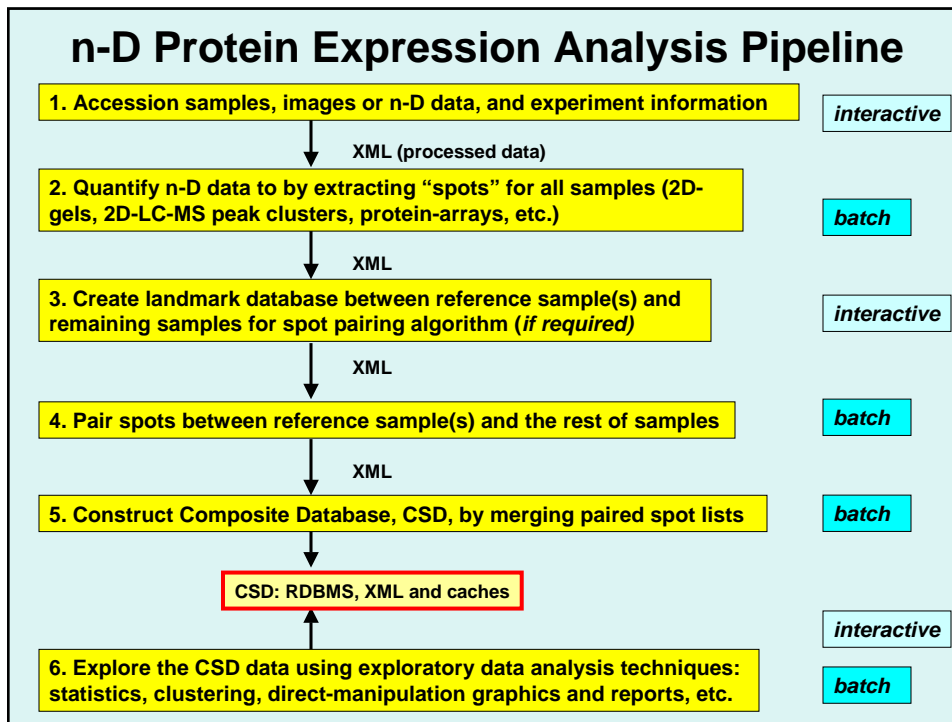 n-D Protein Expression Analysis Pipeline
1. Accession samples, images or n-D data, and experiment information
interactive
XML (processed data)
2. Quantify n-D data to by extracting “spots” for all samples (2D-
gels, 2D-LC-MS peak clusters, protein-arrays, etc.)
batch
XML
3. Create landmark database between reference sample(s) and
remaining samples for spot pairing algorithm (if required)
interactive
XML
4. Pair spots between reference sample(s) and the rest of samples
batch
XML
5. Construct Composite Database, CSD, by merging paired spot lists
batch
CSD: RDBMS, XML and caches
interactive
6. Explore the CSD data using exploratory data analysis techniques:
statistics, clustering, direct-manipulation graphics and reports, etc.
batch